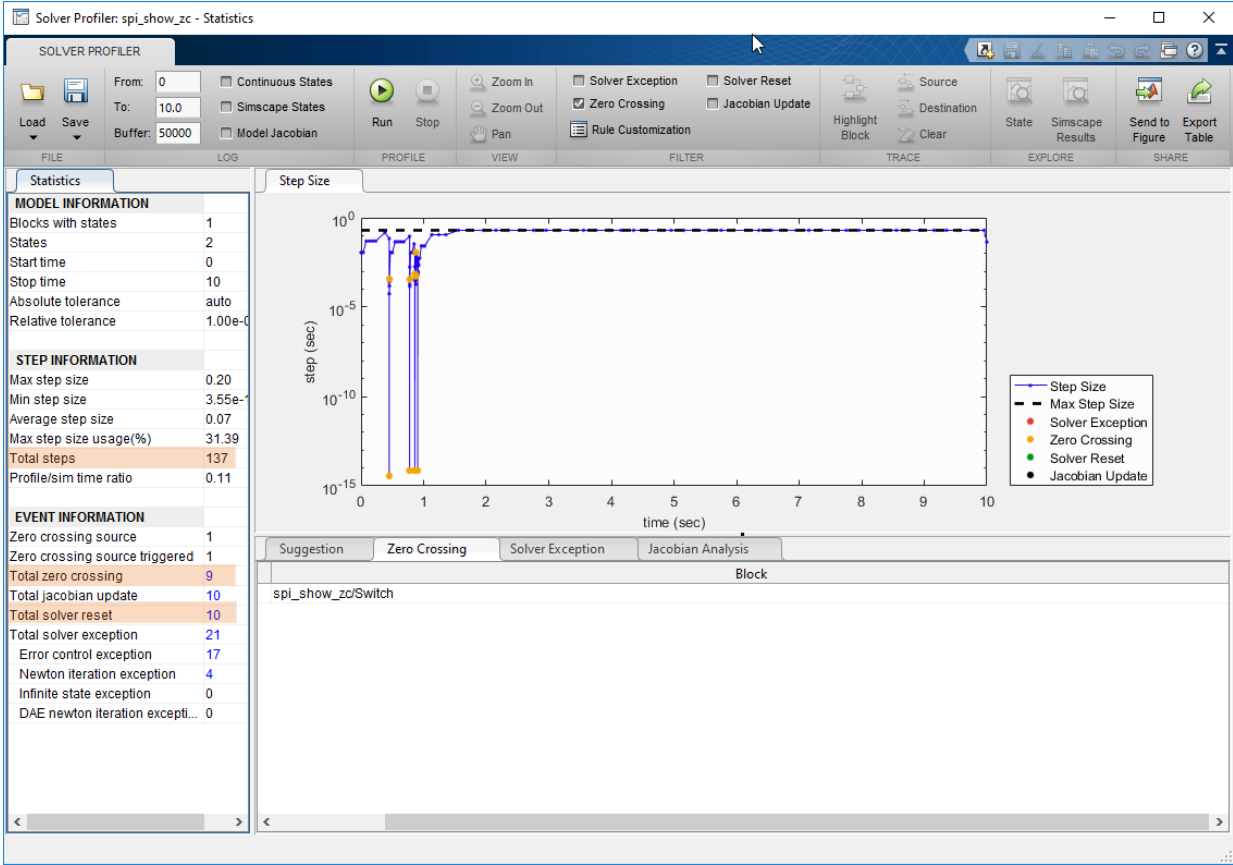 Solver Profiler: spi_show_zc - Statistics
SOLVER PROFILER
Load
Save
FILE
From: 0
To: 10.0
Buffer: 50000
Continuous States
Simscape States
Model Jacobian
LOG
Run
Stop
PROFILE
Zoom In
Zoom Out
Pan
VIEW
Solver Exception
Solver Reset
Zero Crossing
Jacobian Update
Rule Customization
FILTER
Highlight
Block
Source
Destination
Clear
TRACE
State
Simscape
Results
EXPLORE
Send to
Figure
Export
Table
SHARE
Statistics
MODEL INFORMATION
Blocks with states 1
States 2
Start time 0
Stop time 10
Absolute tolerance auto
Relative tolerance 1.00e-0
STEP INFORMATION
Max step size 0.20
Min step size 3.55e-1
Average step size 0.07
Max step size usage(%) 31.39
Total steps 137
Profile/sim time ratio 0.11
EVENT INFORMATION
Zero crossing source 1
Zero crossing source triggered 1
Total zero crossing 9
Total jacobian update 10
Total solver reset 10
Total solver exception 21
Error control exception 17
Newton iteration exception 4
Infinite state exception 0
DAE newton iteration excepti... 0
Step Size
10^0
10^-5
10^-10
10^-15
step (sec)
0 1 2 3 4 5 6 7 8 9 10
time (sec)
Step Size
Max Step Size
Solver Exception
Zero Crossing
Solver Reset
Jacobian Update
Suggestion Zero Crossing Solver Exception Jacobian Analysis
Block
spi_show_zc/Switch